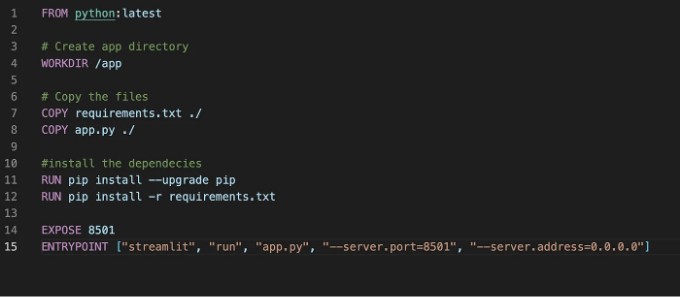 1 FROM python:latest
2
3 # Create app directory
4 WORKDIR /app
5
6 # Copy the files
7 COPY requirements.txt ./
8 COPY app.py ./
9
10 #install the dependecies
11 RUN pip install --upgrade pip
12 RUN pip install -r requirements.txt
13
14 EXPOSE 8501
15 ENTRYPOINT ["streamlit", "run", "app.py", "--server.port=8501", "--server.address=0.0.0.0"]